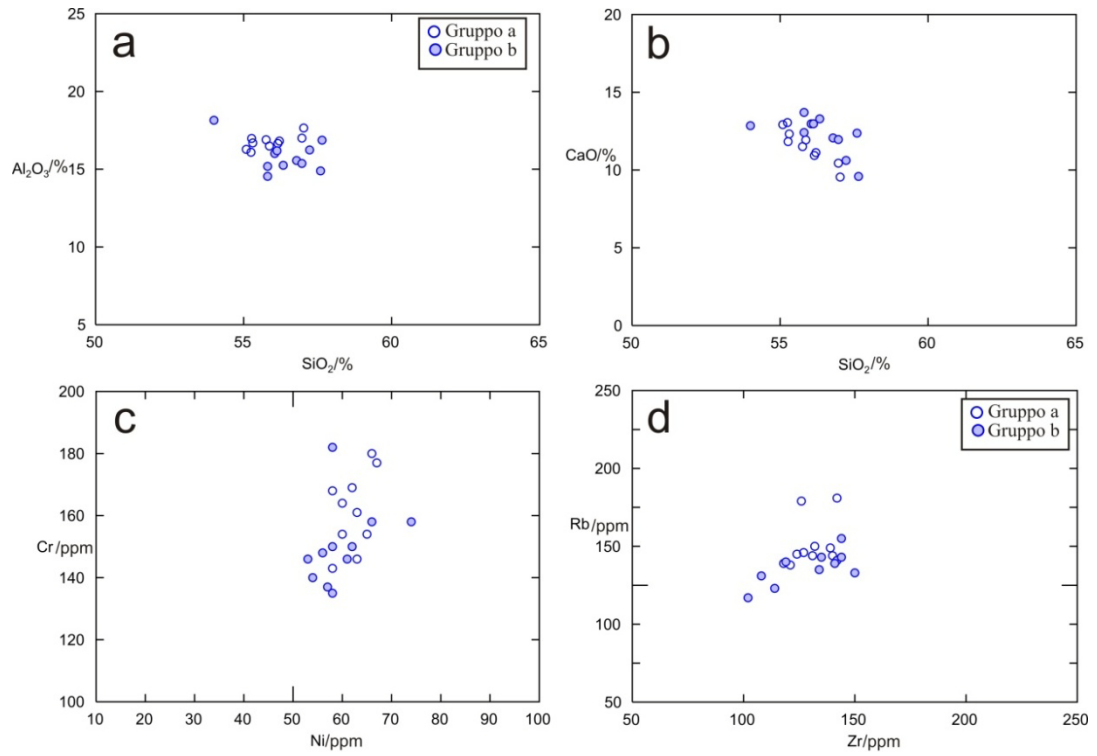 a
Gruppo a
Gruppo b
25
20
15
10
5
Al₂O₃/%
50 55 60 65
SiO₂/%
b
20
15
10
5
0
CaO/%
50 55 60 65
SiO₂/%
c
200
180
160
140
120
100
Cr/ppm
10 20 30 40 50 60 70 80 90 100
Ni/ppm
d
Gruppo a
Gruppo b
250
200
150
100
50
Rb/ppm
50 100 150 200 250
Zr/ppm